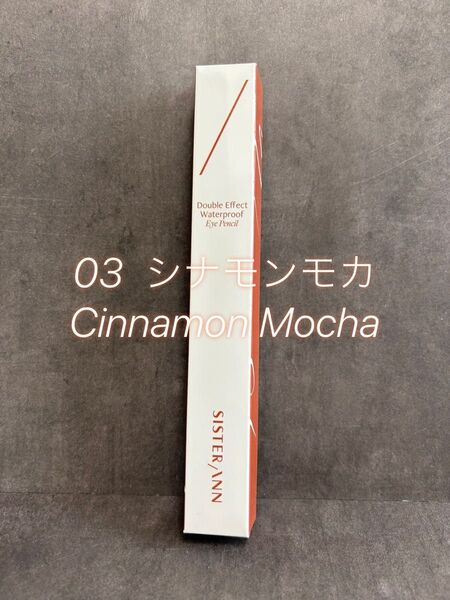 Double Effect
Waterproof
Eye Pencil
03 シナモンモカ
Cinnamon Mocha
SISTER/ANN